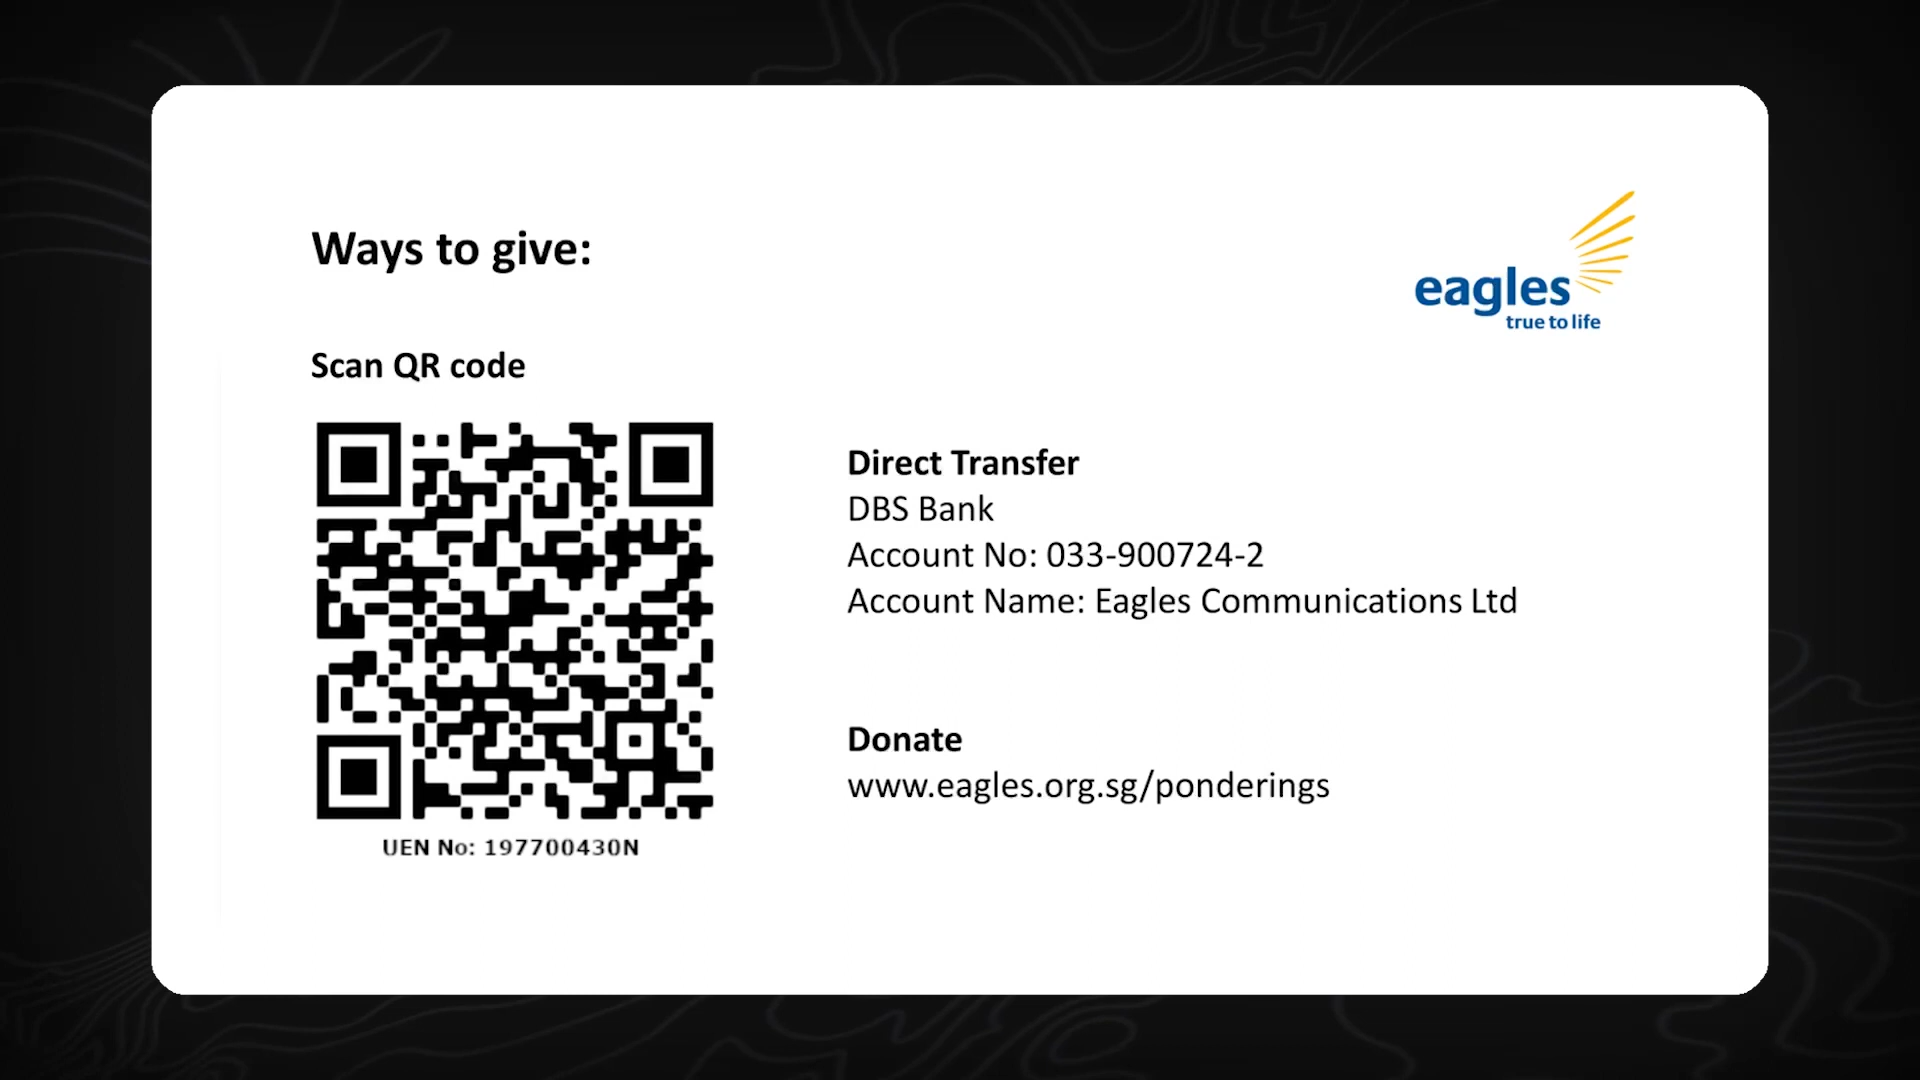 Ways to give:
eagles
true to life
Scan QR code
Direct Transfer
DBS Bank
Account No: 033-900724-2
Account Name: Eagles Communications Ltd
Donate
www.eagles.org.sg/ponderings
UEN No: 197700430N